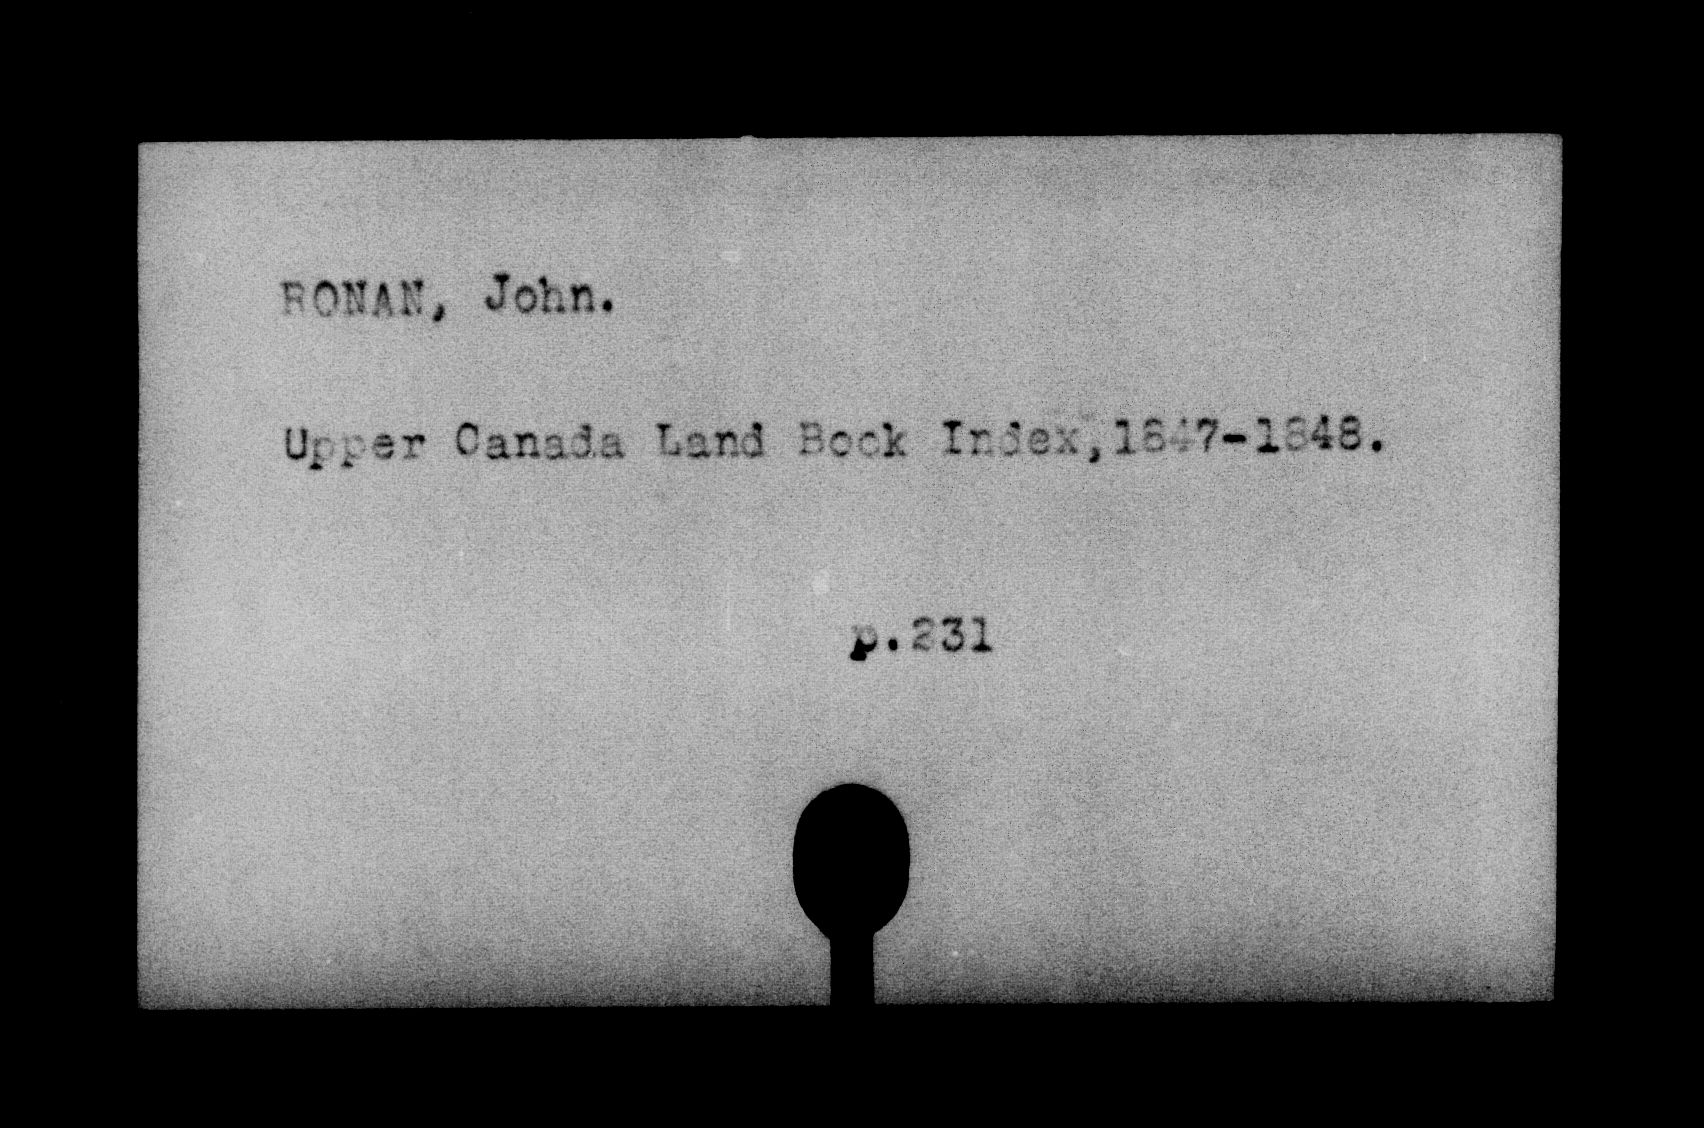 RONAN, John.
Upper Canada Land Book Index,1847-1848.
p.231